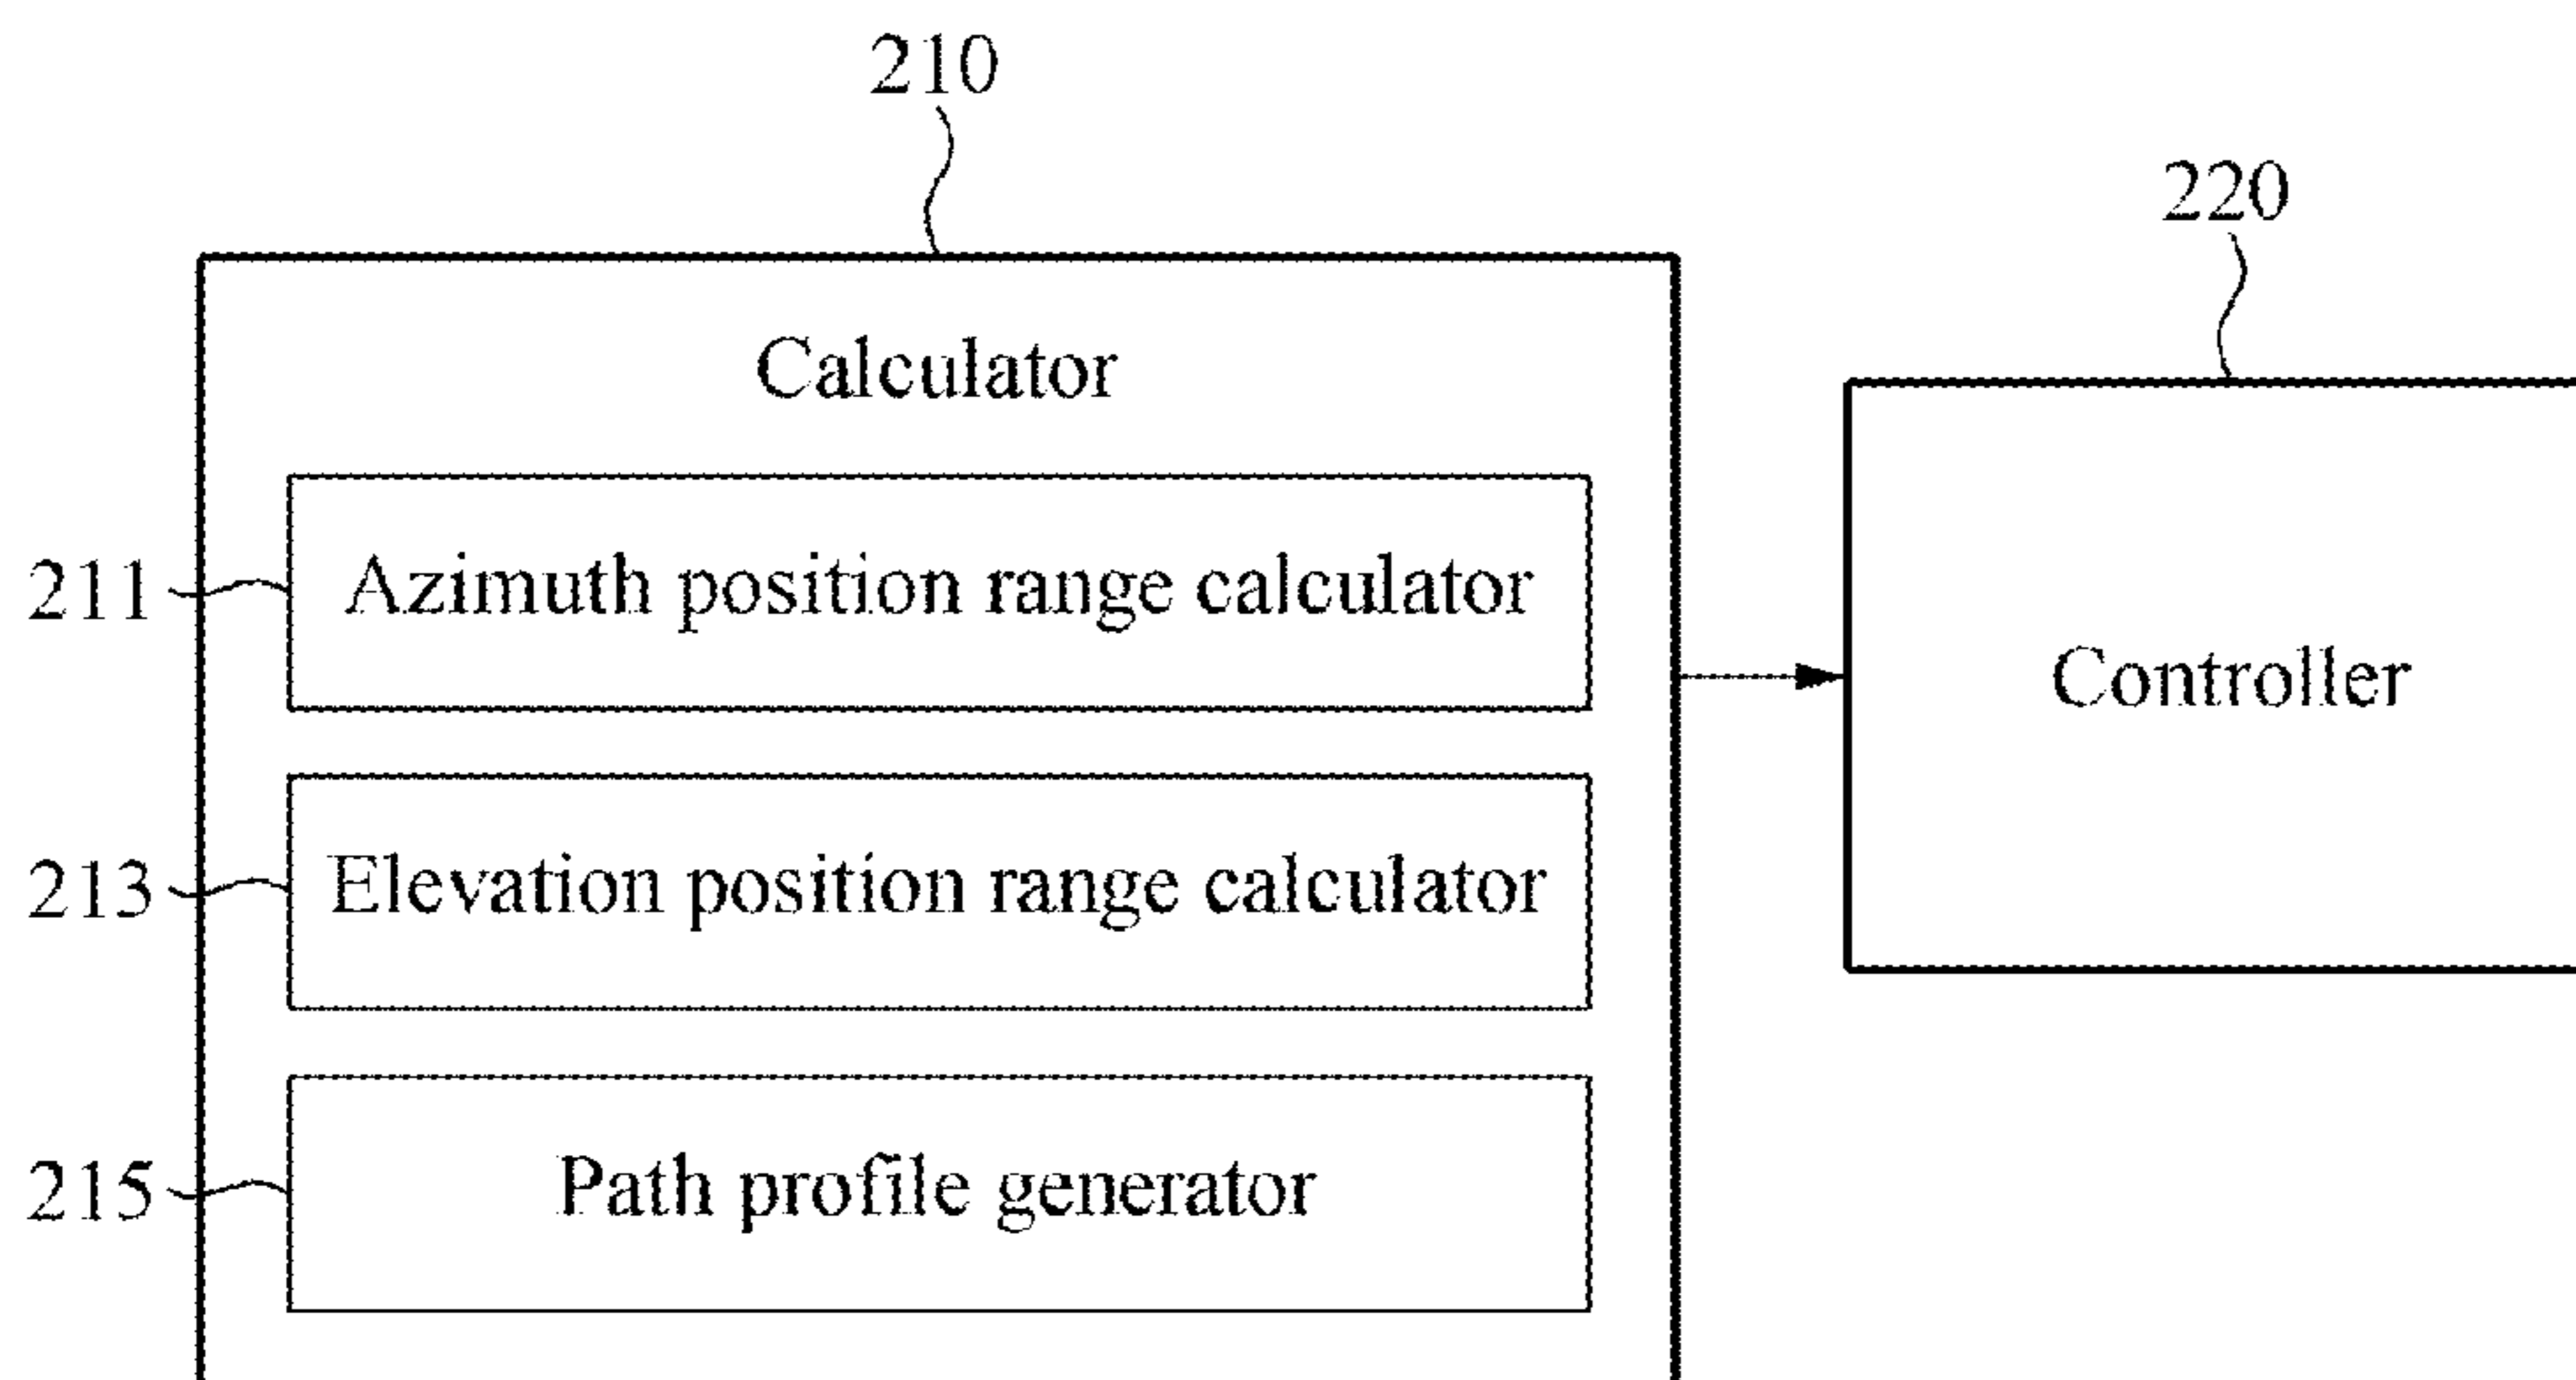 210
220
Calculator
211
Azimuth position range calculator
Controller
213
Elevation position range calculator
215
Path profile generator